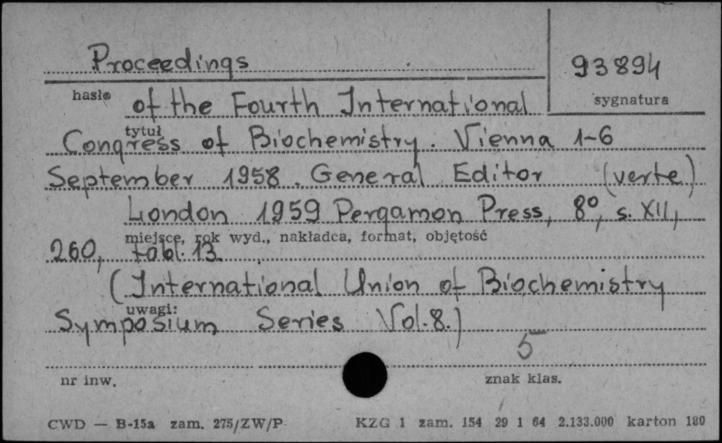 Proceedings
93894
hasło
sygnatura
of the Fourth International
tytuł
Congress of Biochemistry. Vienna 1-6
September 1958. General Editor (verte)
London 1959 Pergamon Press, 8º, s. XII,
miejsce, rok wyd., nakładca, format, objętość
260, tabl. 13.
(International Union of Biochemistry
uwagi:
Symposium Series Vol. 8.)
5
nr inw.
znak klas.
CWD — B-15a zam. 275/ZW/P
KZG 1 zam. 154 29 1 64 2.133.000 karton 180